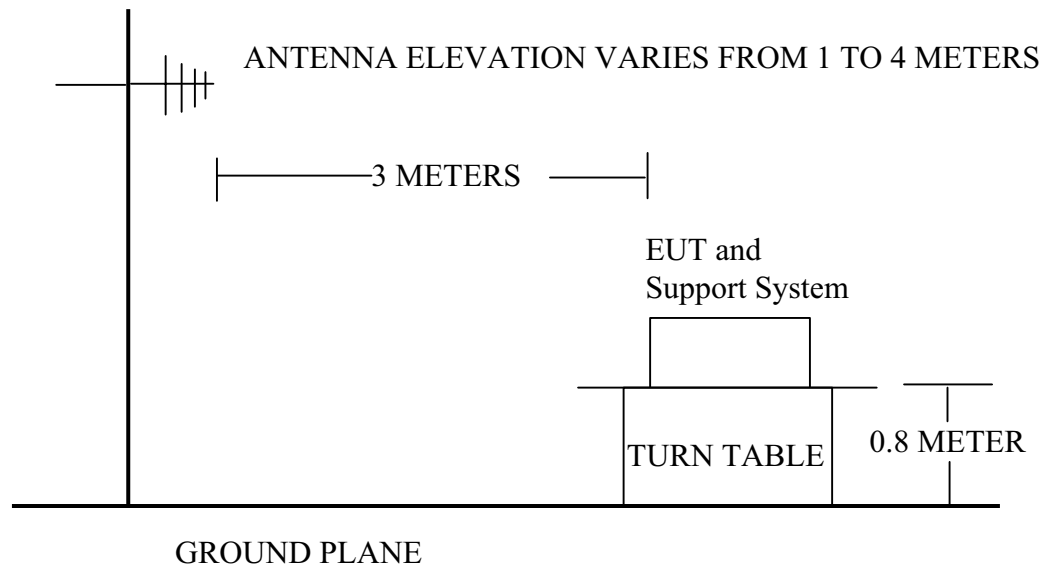 ANTENNA ELEVATION VARIES FROM 1 TO 4 METERS
3 METERS
EUT and
Support System
TURN TABLE
0.8 METER
GROUND PLANE